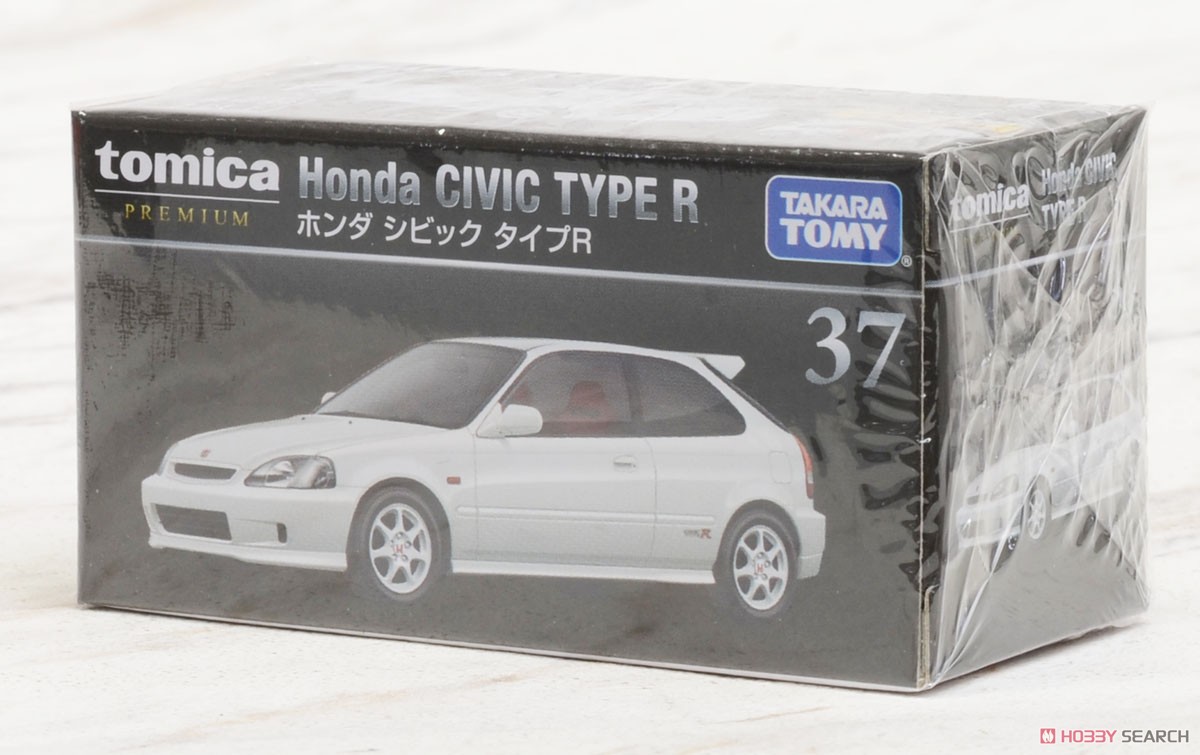 tomica
PREMIUM
Honda CIVIC TYPE R
ホンダ シビック タイプR
TAKARA
TOMY
®
37
tomica
Honda CIVIC
TYPE R
HOBBY SEARCH